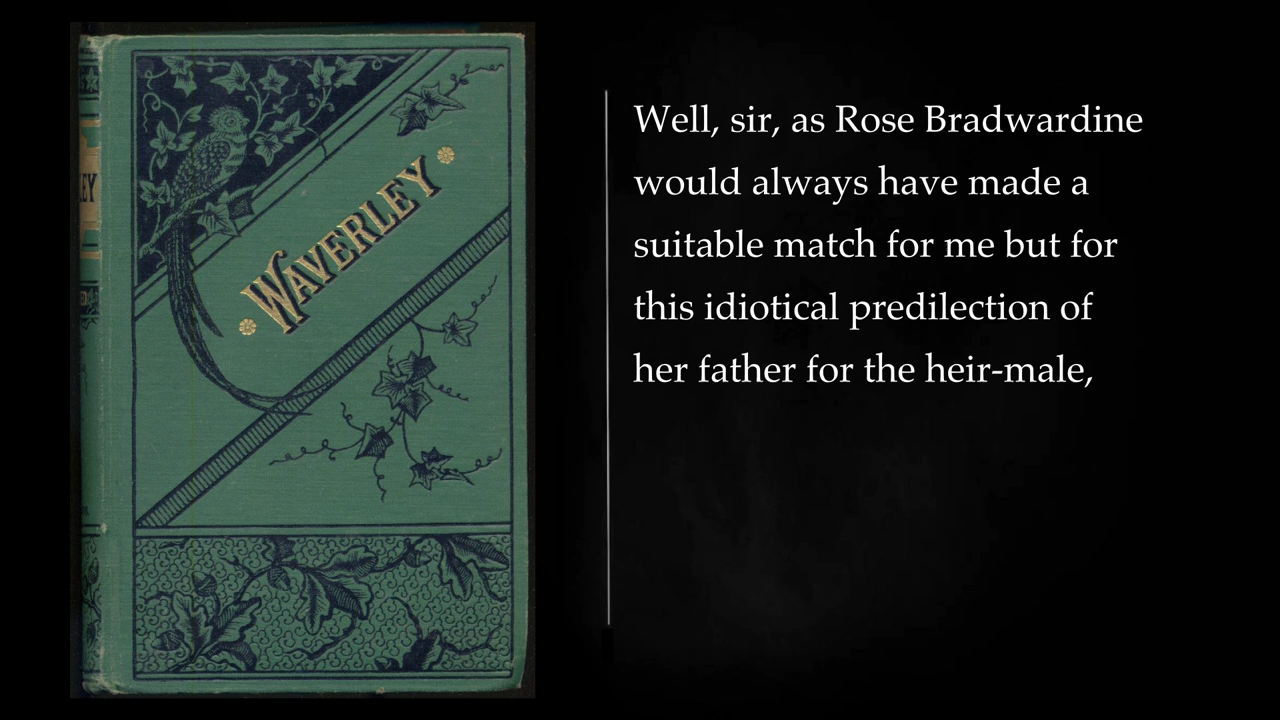 WAVERLEY
Well, sir, as Rose Bradwardine
would always have made a
suitable match for me but for
this idiotical predilection of
her father for the heir-male,